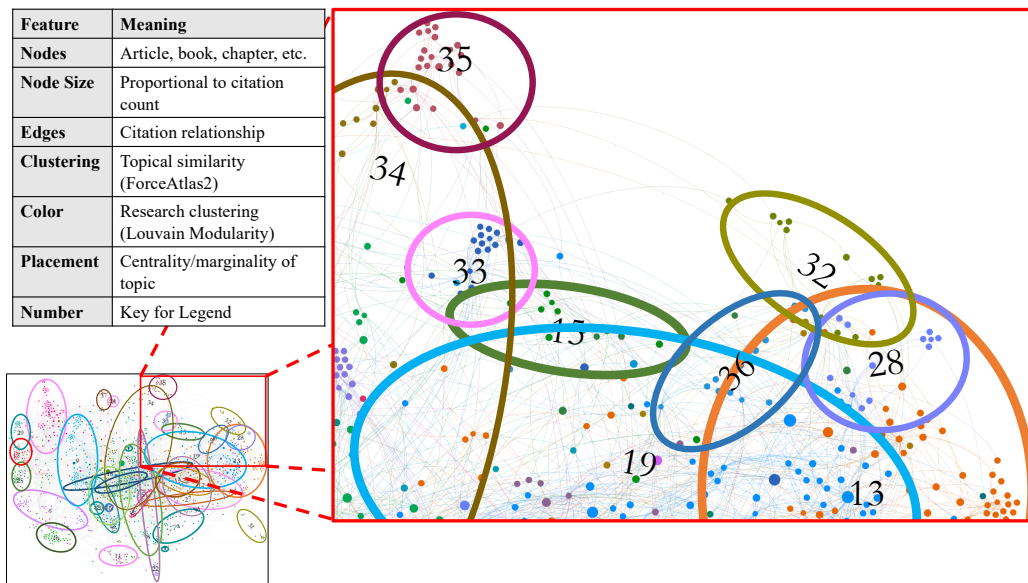 Feature Meaning
Nodes Article, book, chapter, etc.
Node Size Proportional to citation
count
Edges Citation relationship
Clustering Topical similarity
(ForceAtlas2)
Color Research clustering
(Louvain Modularity)
Placement Centrality/marginality of
topic
Number Key for Legend
35
34
33
32
15
28
36
19
13